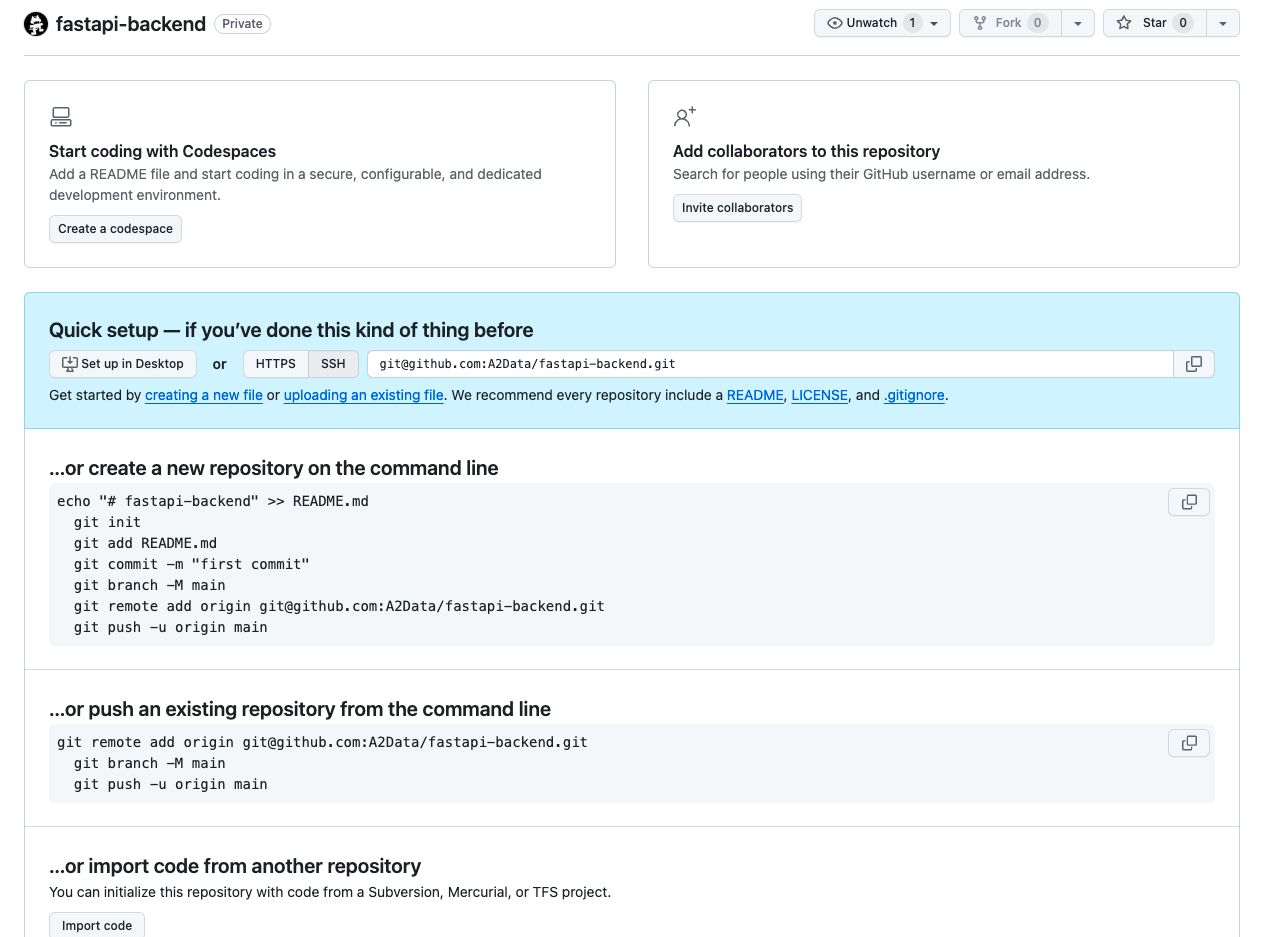 fastapi-backend Private
Unwatch 1
Fork 0
Star 0
Start coding with Codespaces
Add a README file and start coding in a secure, configurable, and dedicated
development environment.
Create a codespace
Add collaborators to this repository
Search for people using their GitHub username or email address.
Invite collaborators
Quick setup — if you’ve done this kind of thing before
Set up in Desktop or HTTPS SSH git@github.com:A2Data/fastapi-backend.git
Get started by creating a new file or uploading an existing file. We recommend every repository include a README, LICENSE, and .gitignore.
…or create a new repository on the command line
echo "# fastapi-backend" >> README.md
git init
git add README.md
git commit -m "first commit"
git branch -M main
git remote add origin git@github.com:A2Data/fastapi-backend.git
git push -u origin main
…or push an existing repository from the command line
git remote add origin git@github.com:A2Data/fastapi-backend.git
git branch -M main
git push -u origin main
…or import code from another repository
You can initialize this repository with code from a Subversion, Mercurial, or TFS project.
Import code